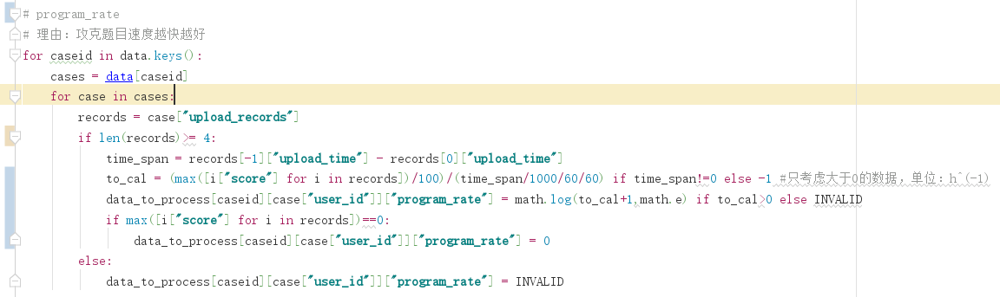 # program_rate
# 理由：攻克题目速度越快越好
for caseid in data.keys():
    cases = data[caseid]
    for case in cases:
        records = case["upload_records"]
        if len(records)>= 4:
            time_span = records[-1]["upload_time"] - records[0]["upload_time"]
            to_cal = (max([i["score"] for i in records])/100)/(time_span/1000/60/60) if time_span!=0 else -1 #只考虑大于0的数据，单位：h^(-1)
            data_to_process[caseid][case["user_id"]]["program_rate"] = math.log(to_cal+1,math.e) if to_cal>0 else INVALID
            if max([i["score"] for i in records])==0:
                data_to_process[caseid][case["user_id"]]["program_rate"] = 0
        else:
            data_to_process[caseid][case["user_id"]]["program_rate"] = INVALID